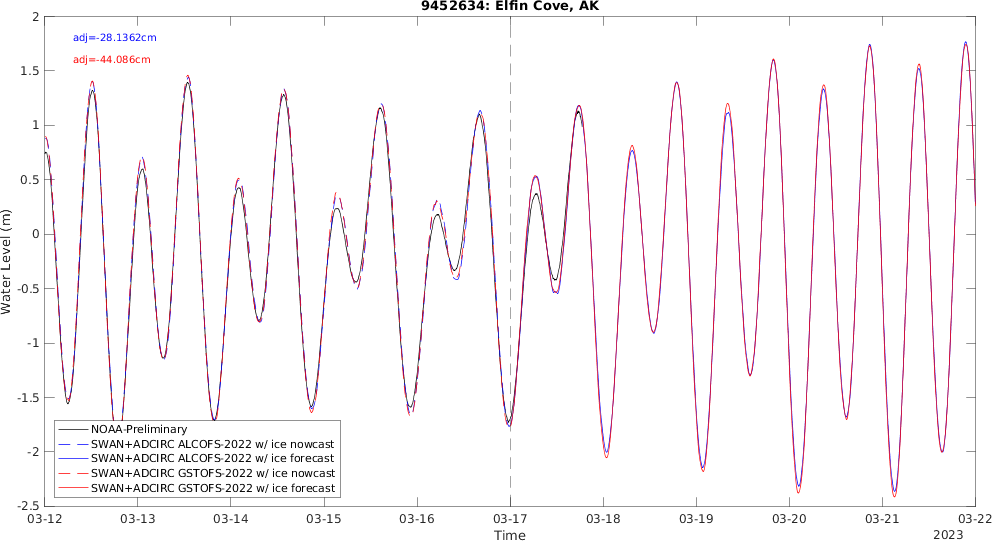 9452634: Elfin Cove, AK
adj=-28.1362cm
adj=-44.086cm
Water Level (m)
2
1.5
1
0.5
0
-0.5
-1
-1.5
-2
-2.5
NOAA-Preliminary
SWAN+ADCIRC ALCOFS-2022 w/ ice nowcast
SWAN+ADCIRC ALCOFS-2022 w/ ice forecast
SWAN+ADCIRC GSTOFS-2022 w/ ice nowcast
SWAN+ADCIRC GSTOFS-2022 w/ ice forecast
03-12 03-13 03-14 03-15 03-16 03-17 03-18 03-19 03-20 03-21 03-22
Time
2023